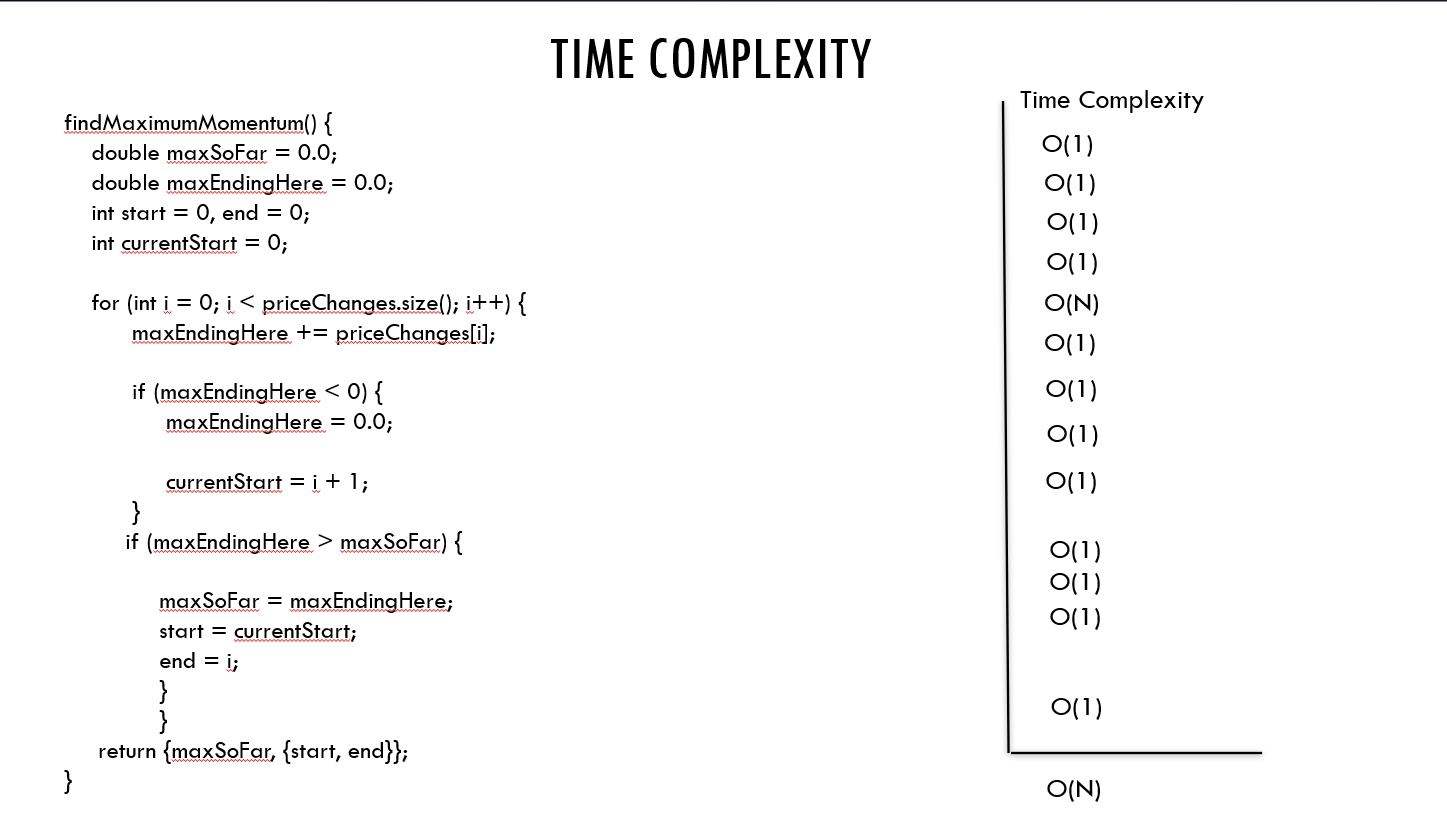 TIME COMPLEXITY
findMaximumMomentum() {
double maxSoFar = 0.0;
double maxEndingHere = 0.0;
int start = 0, end = 0;
int currentStart = 0;
for (int i = 0; i < priceChanges.size(); i++) {
maxEndingHere += priceChanges[i];
if (maxEndingHere < 0) {
maxEndingHere = 0.0;
currentStart = i + 1;
}
if (maxEndingHere > maxSoFar) {
maxSoFar = maxEndingHere;
start = currentStart;
end = i;
}
}
return {maxSoFar, {start, end}};
}
Time Complexity
O(1)
O(1)
O(1)
O(1)
O(N)
O(1)
O(1)
O(1)
O(1)
O(1)
O(1)
O(1)
O(1)
O(N)